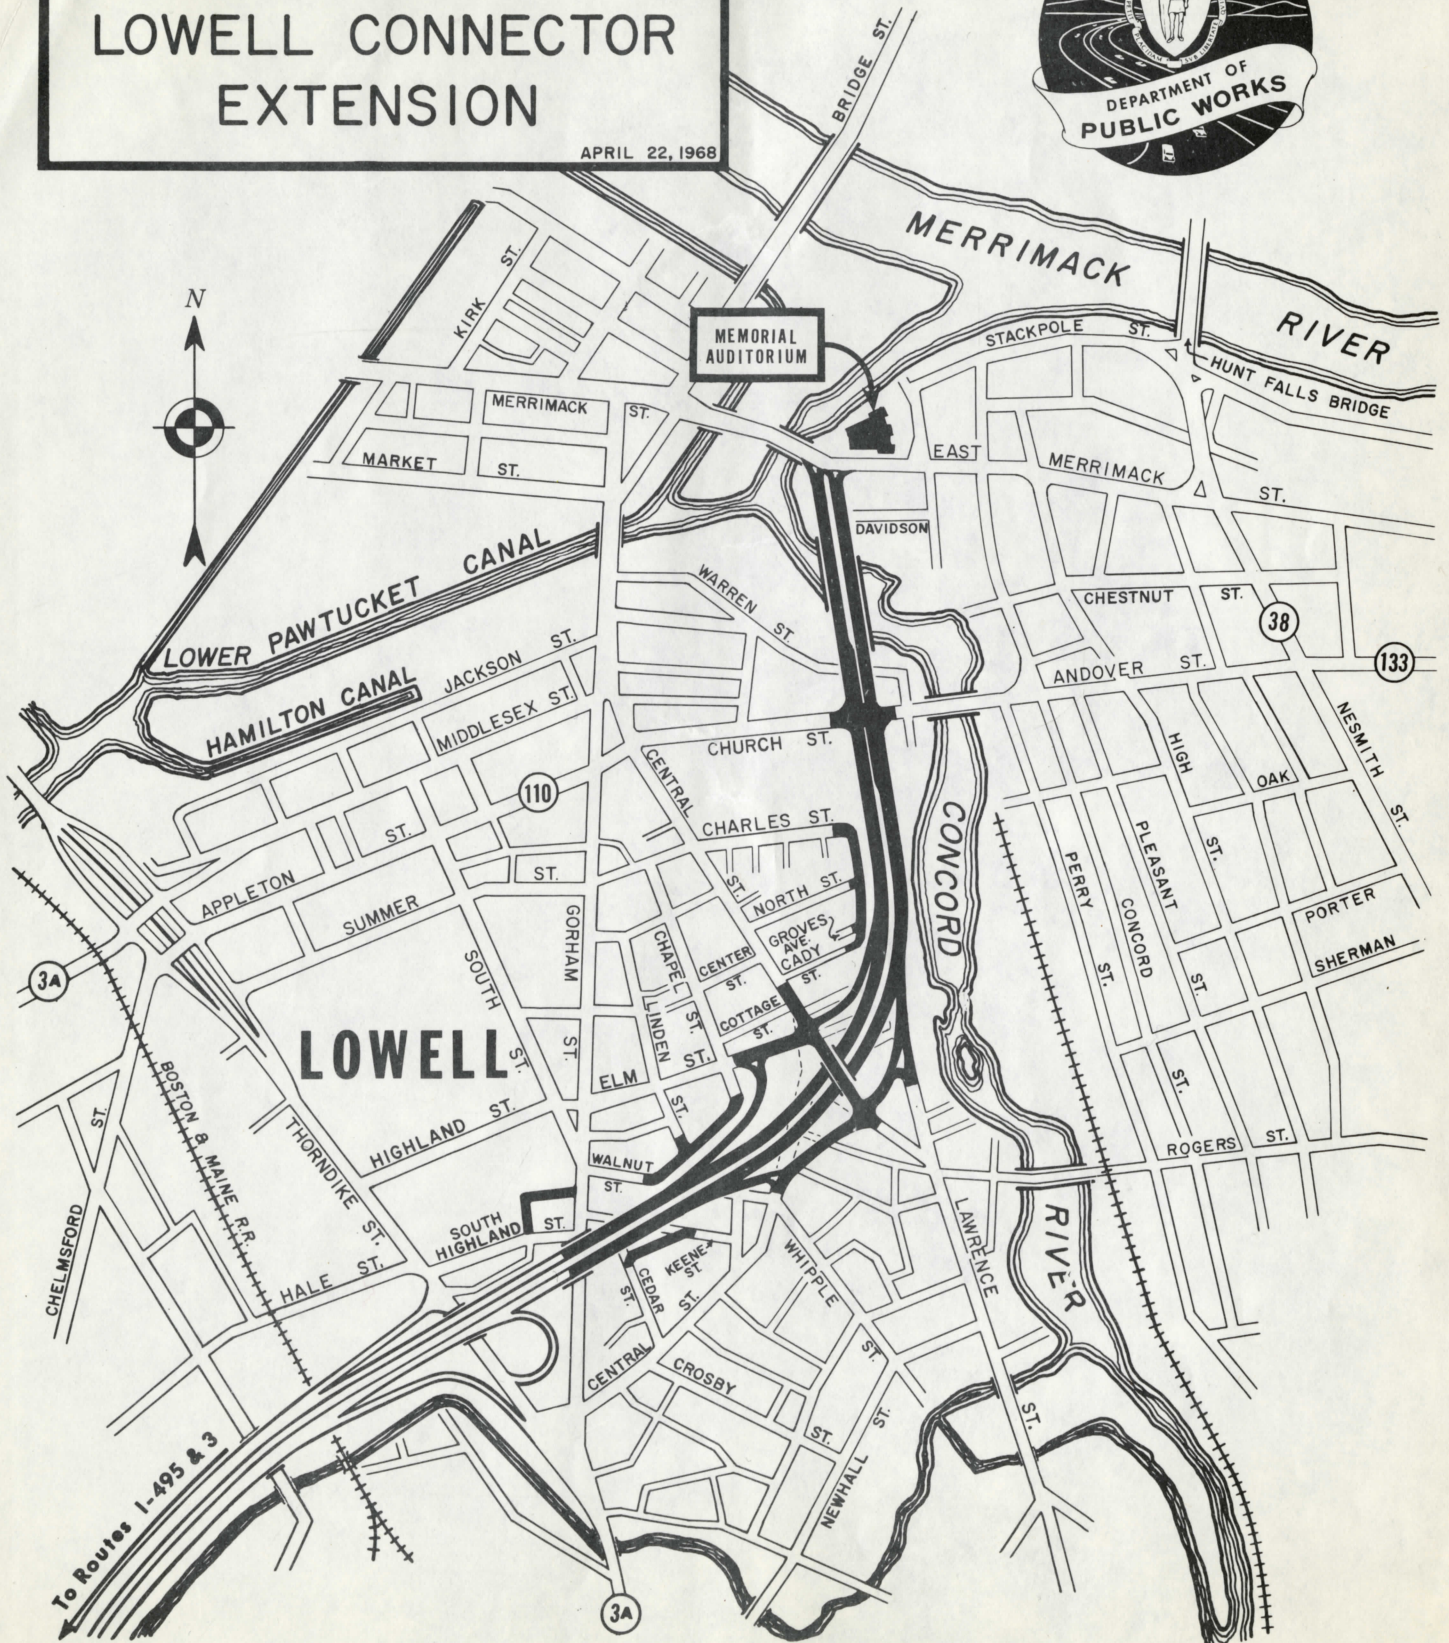 LOWELL CONNECTOR
EXTENSION
APRIL 22, 1968
DEPARTMENT OF
PUBLIC WORKS
BRIDGE ST.
MERRIMACK
RIVER
N
KIRK ST.
MEMORIAL
AUDITORIUM
STACKPOLE ST.
HUNT FALLS BRIDGE
MERRIMACK ST.
MARKET ST.
EAST MERRIMACK ST.
DAVIDSON
LOWER PAWTUCKET CANAL
HAMILTON CANAL
JACKSON ST.
MIDDLESEX ST.
WARREN ST.
CHESTNUT ST.
38
133
ANDOVER ST.
NESMITH ST.
HIGH ST.
OAK
CHURCH ST.
CENTRAL ST.
110
CHARLES ST.
APPLETON ST.
SUMMER ST.
NORTH ST.
GROVES
AVE.
CADY ST.
CENTER
ST.
COTTAGE
ST.
CHAPEL ST.
LINDEN ST.
GORHAM ST.
SOUTH ST.
CONCORD
RIVER
PERRY ST.
CONCORD ST.
PLEASANT ST.
PORTER
SHERMAN
3A
LOWELL
ELM ST.
HIGHLAND ST.
BOSTON & MAINE R.R.
THORNDIKE ST.
CHELMSFORD ST.
WALNUT
ST.
SOUTH
HIGHLAND ST.
HALE ST.
ROGERS ST.
LAWRENCE ST.
WHIPPLE ST.
KEENE
ST.
CEDAR
ST.
CENTRAL ST.
CROSBY ST.
NEWHALL ST.
To Routes I-495 & 3
3A